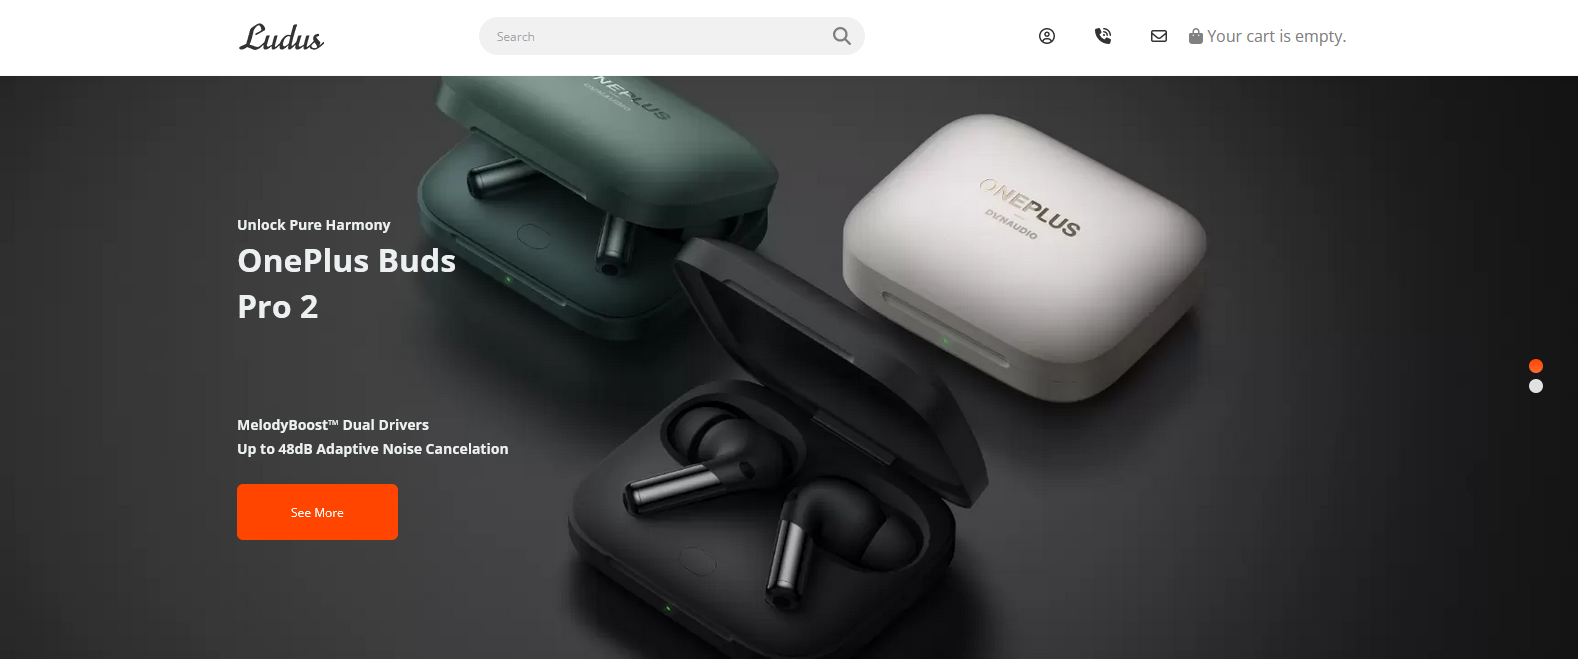 Ludus
Search
Your cart is empty.
ONEPLUS
DYNAUDIO
ONEPLUS
DYNAUDIO
Unlock Pure Harmony
OnePlus Buds
Pro 2
MelodyBoost™ Dual Drivers
Up to 48dB Adaptive Noise Cancelation
See More